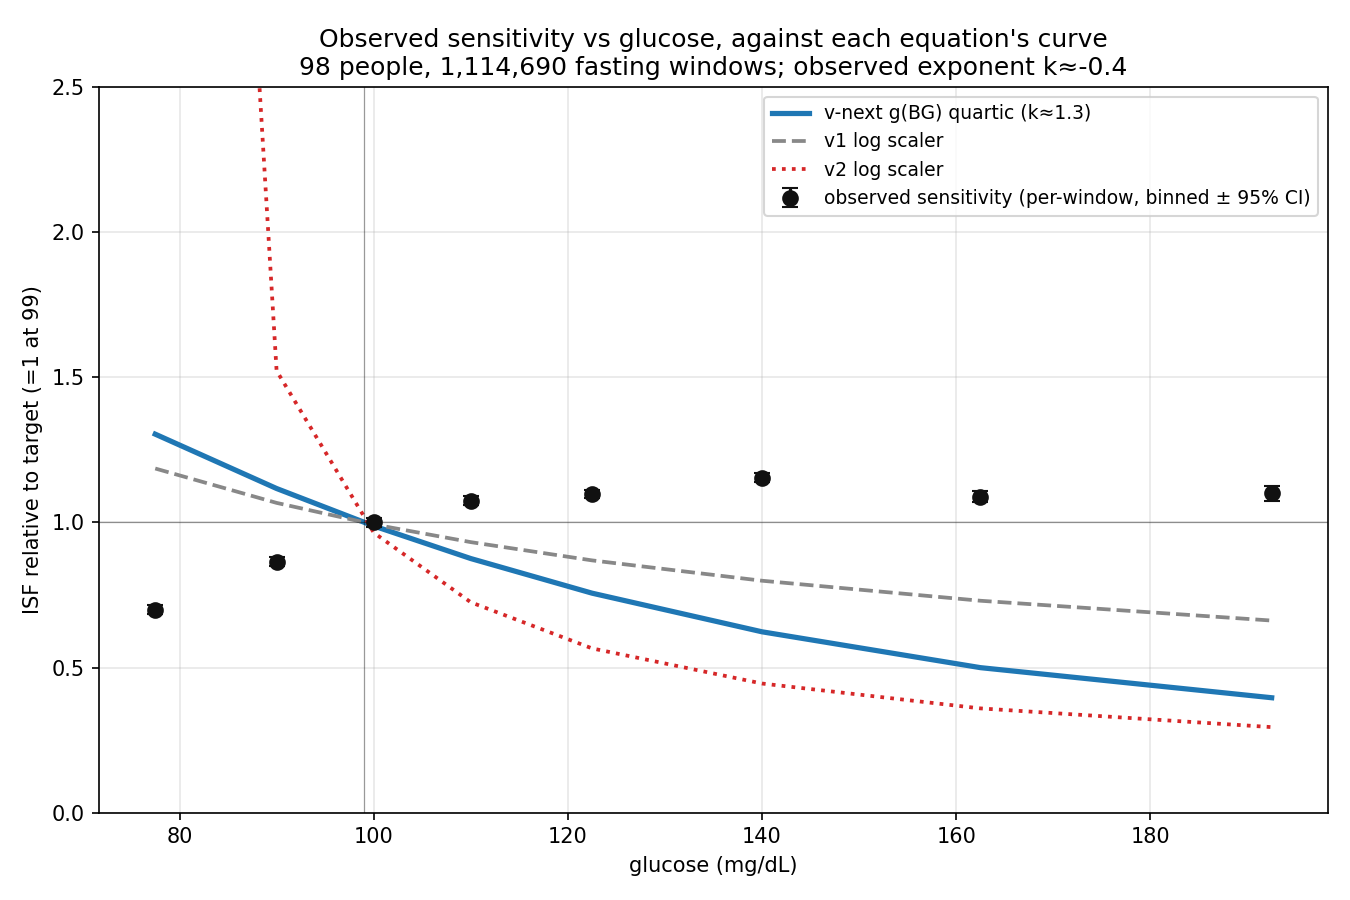 Observed sensitivity vs glucose, against each equation's curve
98 people, 1,114,690 fasting windows; observed exponent k≈-0.4
v-next g(BG) quartic (k≈1.3)
v1 log scaler
v2 log scaler
observed sensitivity (per-window, binned ± 95% CI)
ISF relative to target (=1 at 99)
2.5
2.0
1.5
1.0
0.5
0.0
80 100 120 140 160 180
glucose (mg/dL)